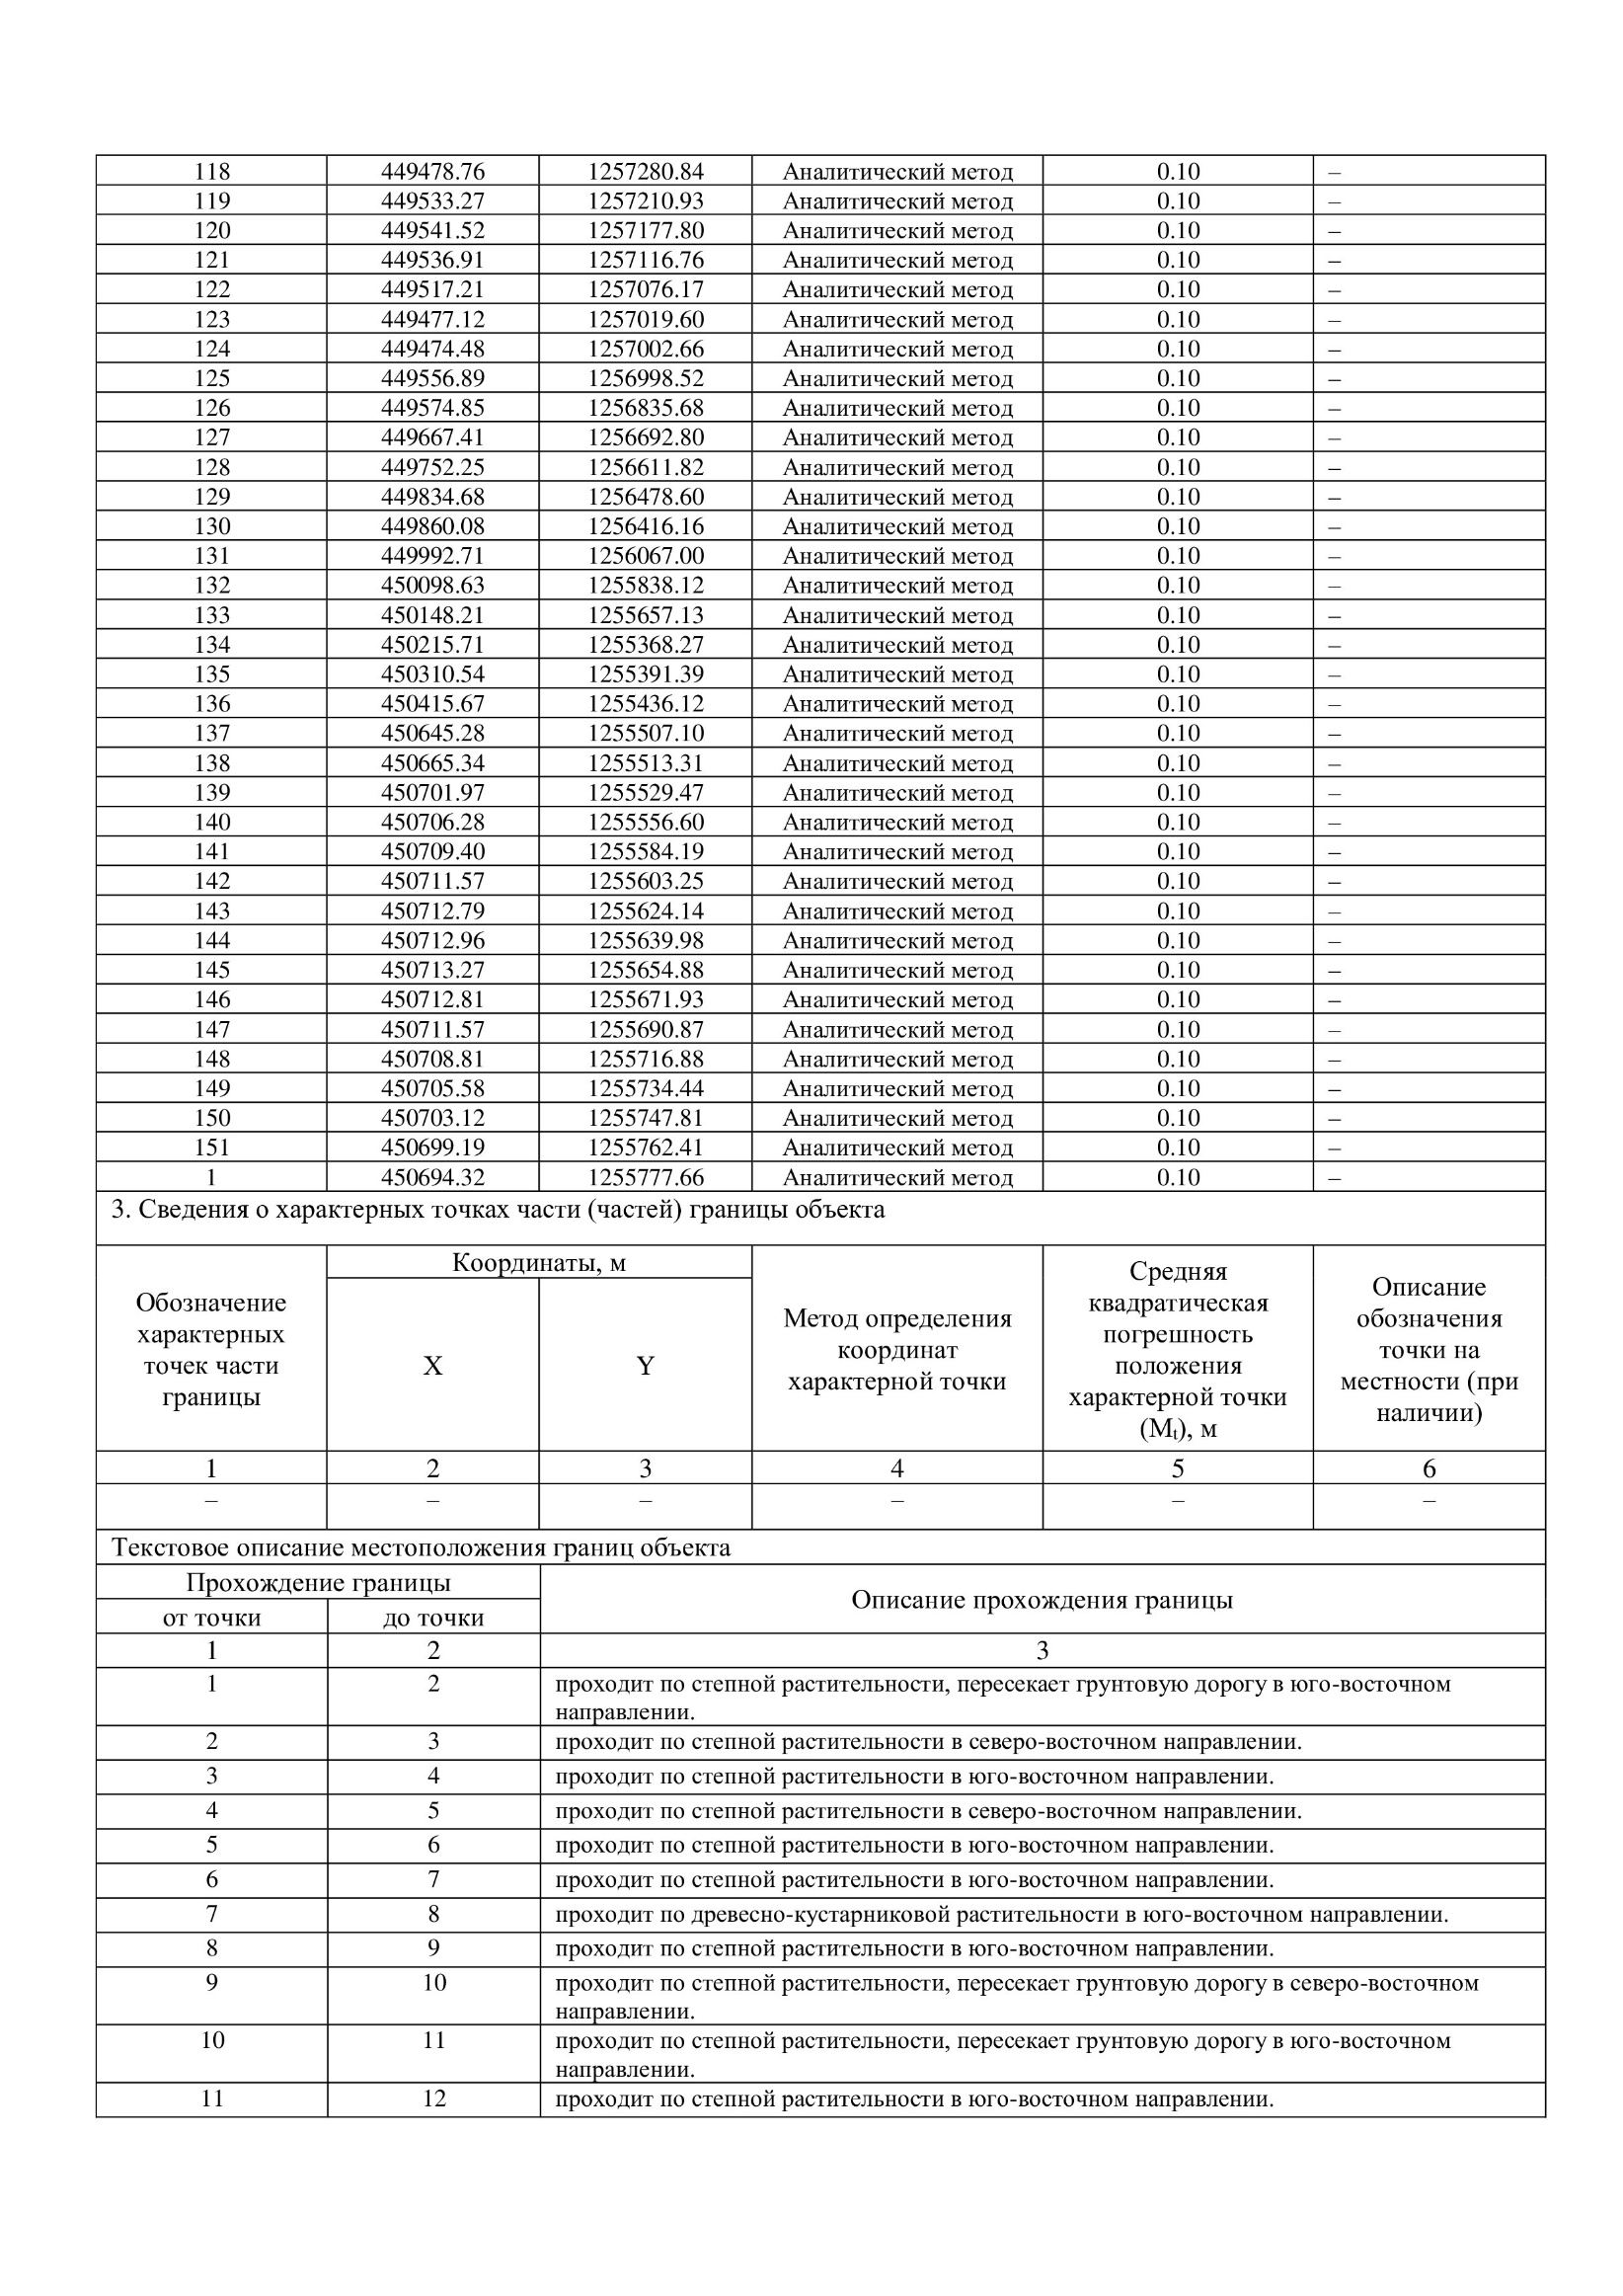 118 449478.76 1257280.84 Аналитический метод 0.10 –
119 449533.27 1257210.93 Аналитический метод 0.10 –
120 449541.52 1257177.80 Аналитический метод 0.10 –
121 449536.91 1257116.76 Аналитический метод 0.10 –
122 449517.21 1257076.17 Аналитический метод 0.10 –
123 449477.12 1257019.60 Аналитический метод 0.10 –
124 449474.48 1257002.66 Аналитический метод 0.10 –
125 449556.89 1256998.52 Аналитический метод 0.10 –
126 449574.85 1256835.68 Аналитический метод 0.10 –
127 449667.41 1256692.80 Аналитический метод 0.10 –
128 449752.25 1256611.82 Аналитический метод 0.10 –
129 449834.68 1256478.60 Аналитический метод 0.10 –
130 449860.08 1256416.16 Аналитический метод 0.10 –
131 449992.71 1256067.00 Аналитический метод 0.10 –
132 450098.63 1255838.12 Аналитический метод 0.10 –
133 450148.21 1255657.13 Аналитический метод 0.10 –
134 450215.71 1255368.27 Аналитический метод 0.10 –
135 450310.54 1255391.39 Аналитический метод 0.10 –
136 450415.67 1255436.12 Аналитический метод 0.10 –
137 450645.28 1255507.10 Аналитический метод 0.10 –
138 450665.34 1255513.31 Аналитический метод 0.10 –
139 450701.97 1255529.47 Аналитический метод 0.10 –
140 450706.28 1255556.60 Аналитический метод 0.10 –
141 450709.40 1255584.19 Аналитический метод 0.10 –
142 450711.57 1255603.25 Аналитический метод 0.10 –
143 450712.79 1255624.14 Аналитический метод 0.10 –
144 450712.96 1255639.98 Аналитический метод 0.10 –
145 450713.27 1255654.88 Аналитический метод 0.10 –
146 450712.81 1255671.93 Аналитический метод 0.10 –
147 450711.57 1255690.87 Аналитический метод 0.10 –
148 450708.81 1255716.88 Аналитический метод 0.10 –
149 450705.58 1255734.44 Аналитический метод 0.10 –
150 450703.12 1255747.81 Аналитический метод 0.10 –
151 450699.19 1255762.41 Аналитический метод 0.10 –
1 450694.32 1255777.66 Аналитический метод 0.10 –
3. Сведения о характерных точках части (частей) границы объекта
Обозначение
характерных
точек части
границы
Координаты, м
X Y
Метод определения
координат
характерной точки
Средняя
квадратическая
погрешность
положения
характерной точки
(Mt), м
Описание
обозначения
точки на
местности (при
наличии)
1 2 3 4 5 6
– – – – – –
Текстовое описание местоположения границ объекта
Прохождение границы
от точки до точки
Описание прохождения границы
1 2 3
1 2 проходит по степной растительности, пересекает грунтовую дорогу в юго-восточном
направлении.
2 3 проходит по степной растительности в северо-восточном направлении.
3 4 проходит по степной растительности в юго-восточном направлении.
4 5 проходит по степной растительности в северо-восточном направлении.
5 6 проходит по степной растительности в юго-восточном направлении.
6 7 проходит по степной растительности в юго-восточном направлении.
7 8 проходит по древесно-кустарниковой растительности в юго-восточном направлении.
8 9 проходит по степной растительности в юго-восточном направлении.
9 10 проходит по степной растительности, пересекает грунтовую дорогу в северо-восточном
направлении.
10 11 проходит по степной растительности, пересекает грунтовую дорогу в юго-восточном
направлении.
11 12 проходит по степной растительности в юго-восточном направлении.